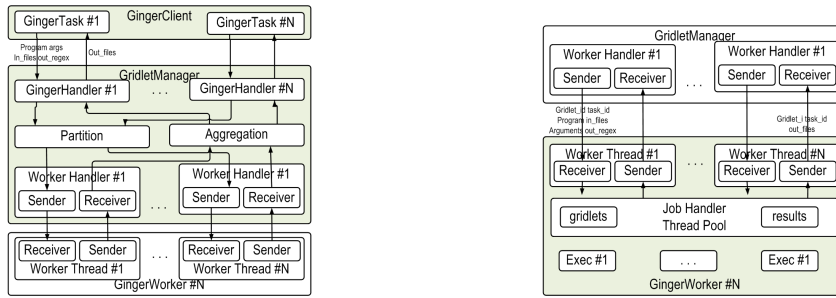 GingerClient
GingerTask #1
GingerTask #N
Program args
In_files out_regex
Out_files
GridletManager
GingerHandler #1
. . .
GingerHandler #N
Partition
Aggregation
Worker Handler #1
Sender
Receiver
. . .
Worker Handler #1
Sender
Receiver
Receiver
Sender
Worker Thread #1
. . .
Receiver
Sender
Worker Thread #N
GingerWorker #N
GridletManager
Worker Handler #1
Sender
Receiver
. . .
Worker Handler #1
Sender
Receiver
Gridlet_id task_id
Program in_files
Arguments out_regex
Gridlet_i task_id
out_files
Worker Thread #1
Receiver
Sender
. . .
Worker Thread #N
Receiver
Sender
gridlets
Job Handler
Thread Pool
results
Exec #1
. . .
Exec #1
GingerWorker #N